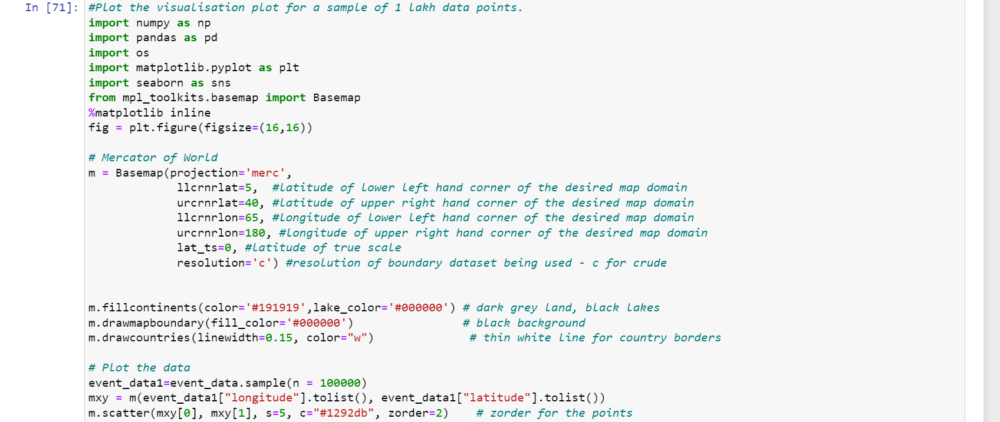 In [71]: #Plot the visualisation plot for a sample of 1 lakh data points.
import numpy as np
import pandas as pd
import os
import matplotlib.pyplot as plt
import seaborn as sns
from mpl_toolkits.basemap import Basemap
%matplotlib inline
fig = plt.figure(figsize=(16,16))
# Mercator of World
m = Basemap(projection='merc',
llcrnrlat=5,  #latitude of lower left hand corner of the desired map domain
urcrnrlat=40, #latitude of upper right hand corner of the desired map domain
llcrnrlon=65, #longitude of lower left hand corner of the desired map domain
urcrnrlon=180, #longitude of upper right hand corner of the desired map domain
lat_ts=0, #latitude of true scale
resolution='c') #resolution of boundary dataset being used - c for crude
m.fillcontinents(color='#191919',lake_color='#000000') # dark grey land, black lakes
m.drawmapboundary(fill_color='#000000')                # black background
m.drawcountries(linewidth=0.15, color="w")              # thin white line for country borders
# Plot the data
event_data1=event_data.sample(n = 100000)
mxy = m(event_data1["longitude"].tolist(), event_data1["latitude"].tolist())
m.scatter(mxy[0], mxy[1], s=5, c="#1292db", zorder=2)    # zorder for the points